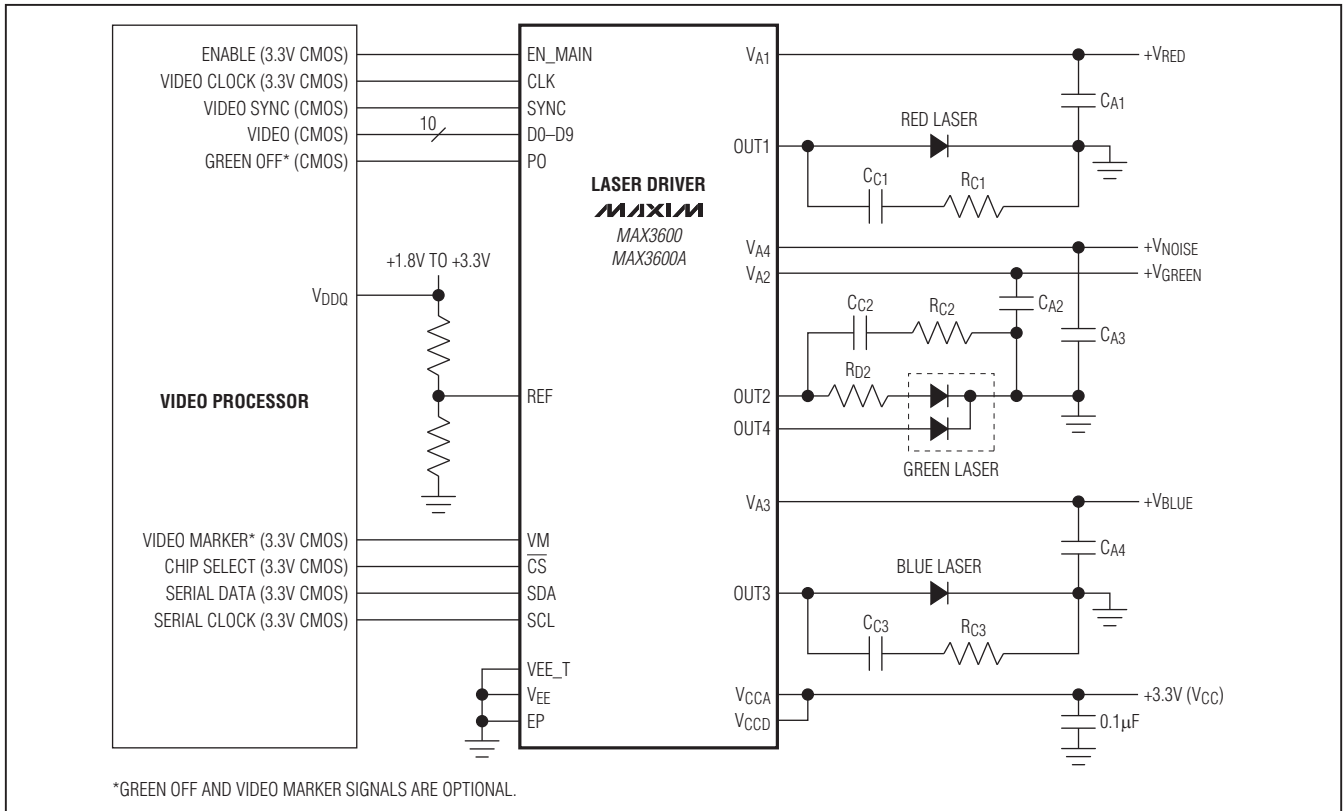 ENABLE (3.3V CMOS)
VIDEO CLOCK (3.3V CMOS)
VIDEO SYNC (CMOS)
VIDEO (CMOS)
GREEN OFF* (CMOS)
10
VDDQ
+1.8V TO +3.3V
VIDEO PROCESSOR
VIDEO MARKER* (3.3V CMOS)
CHIP SELECT (3.3V CMOS)
SERIAL DATA (3.3V CMOS)
SERIAL CLOCK (3.3V CMOS)
EN_MAIN
CLK
SYNC
D0–D9
PO
LASER DRIVER
MAXIM
MAX3600
MAX3600A
REF
VM
CS
SDA
SCL
VEE_T
VEE
EP
VA1
OUT1
VA4
VA2
OUT2
OUT4
VA3
OUT3
VCCA
VCCD
+VRED
CA1
RED LASER
CC1
RC1
+VNOISE
+VGREEN
CC2
RC2
CA2
CA3
RD2
GREEN LASER
+VBLUE
CA4
BLUE LASER
CC3
RC3
+3.3V (VCC)
0.1µF
*GREEN OFF AND VIDEO MARKER SIGNALS ARE OPTIONAL.